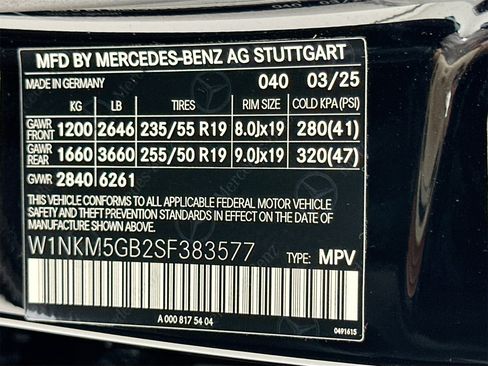 MFD BY MERCEDES-BENZ AG STUTTGART
MADE IN GERMANY 040 03/25
KG LB TIRES RIM SIZE COLD KPA (PSI)
GAWR FRONT 1200 2646 235/55 R19 8.0Jx19 280(41)
GAWR REAR 1660 3660 255/50 R19 9.0Jx19 320(47)
GVWR 2840 6261
THIS VEHICLE CONFORMS TO ALL APPLICABLE FEDERAL MOTOR VEHICLE
SAFETY AND THEFT PREVENTION STANDARDS IN EFFECT ON THE DATE OF
MANUFACTURE SHOWN ABOVE.
W1NKM5GB2SF383577 TYPE: MPV
A 000 817 54 04
0491615